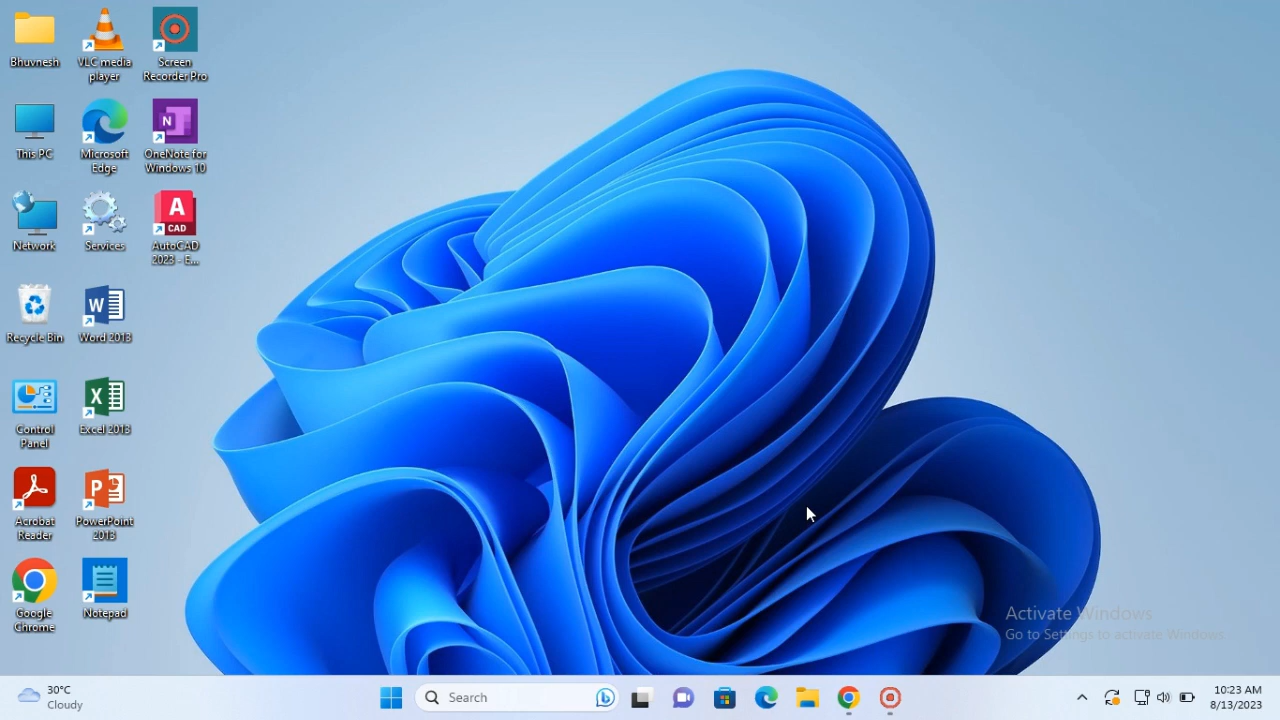 Bhuvnesh
VLC media
player
Screen
Recorder Pro
This PC
Microsoft
Edge
N
OneNote for
Windows 10
Network
Services
A
CAD
AutoCAD
2023 - E...
Recycle Bin
W
Word 2013
Control
Panel
X
Excel 2013
Acrobat
Reader
P
PowerPoint
2013
Google
Chrome
Notepad
Activate Windows
Go to Settings to activate Windows
30°C
Cloudy
Search
b
10:23 AM
8/13/2023